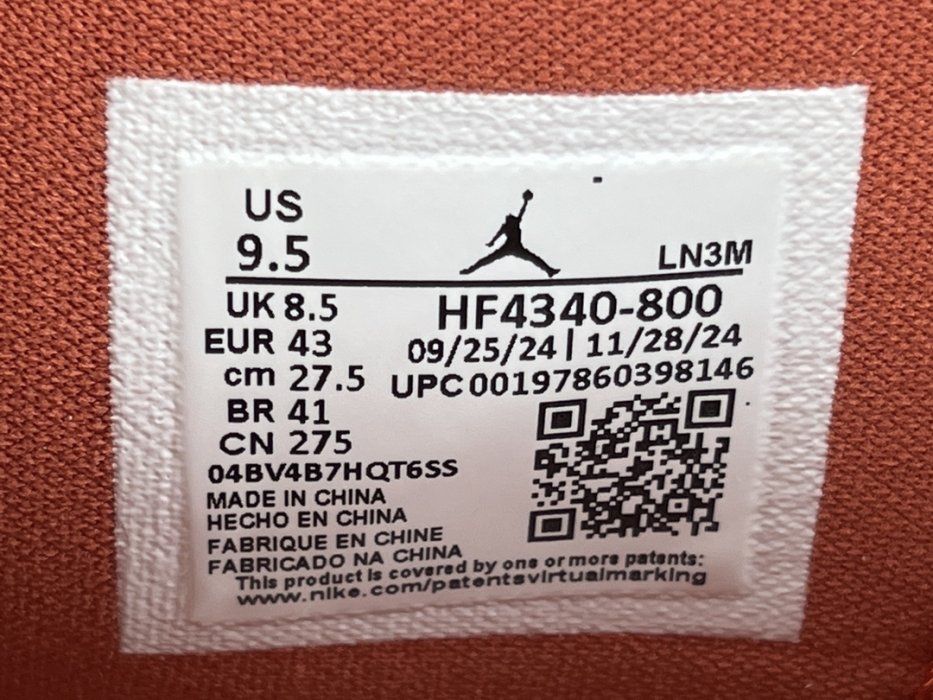 US
9.5
LN3M
UK 8.5
HF4340-800
EUR 43
09/25/24 | 11/28/24
cm 27.5
UPC 00197860398146
BR 41
CN 275
04BV4B7HQT6SS
MADE IN CHINA
HECHO EN CHINA
FABRIQUE EN CHINE
FABRICADO NA CHINA
This product is covered by one or more patents:
www.nike.com/patentsvirtualmarking